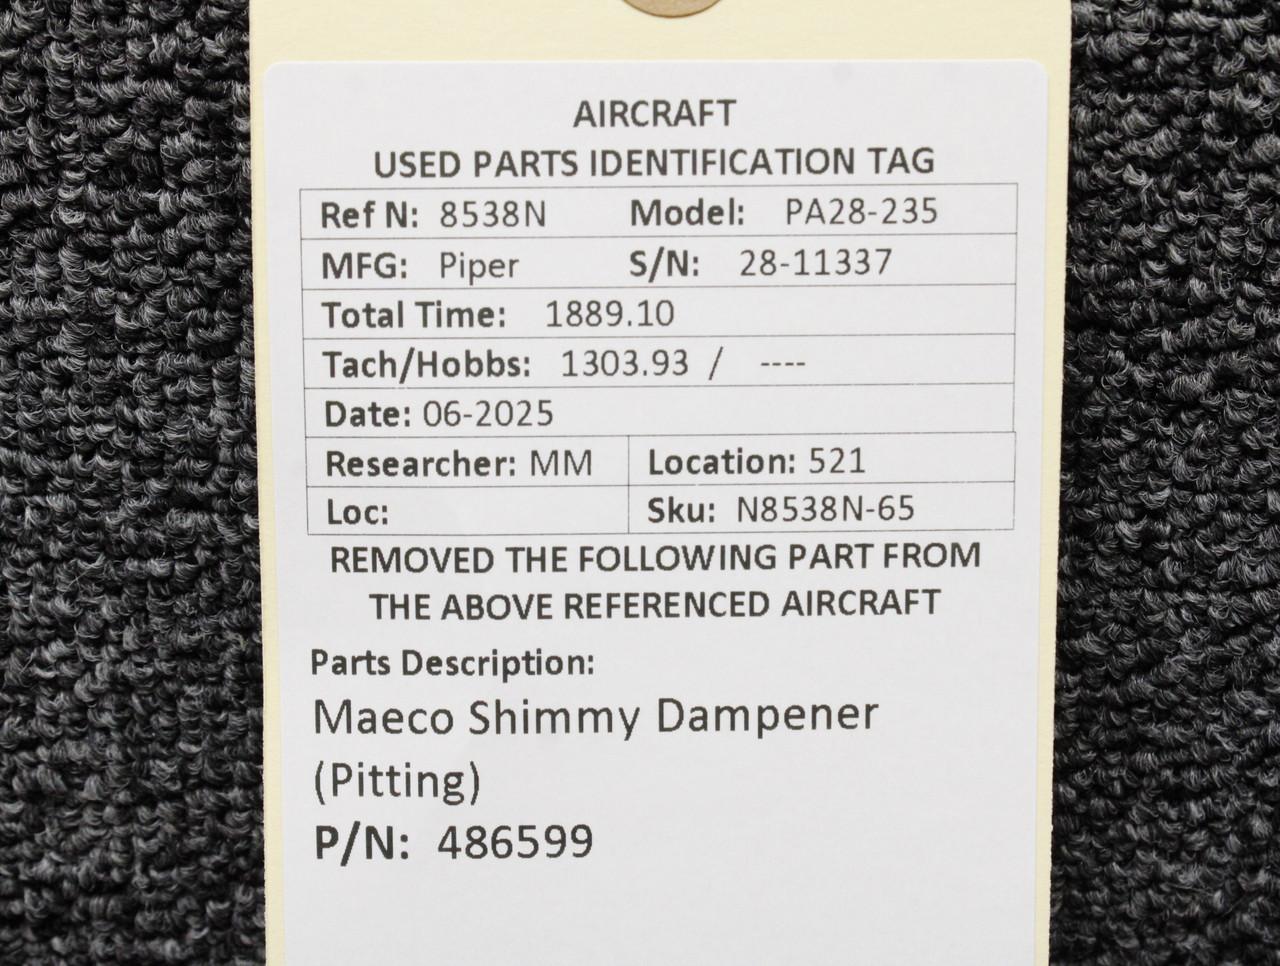 AIRCRAFT
USED PARTS IDENTIFICATION TAG
Ref N: 8538N Model: PA28-235
MFG: Piper S/N: 28-11337
Total Time: 1889.10
Tach/Hobbs: 1303.93 / ----
Date: 06-2025
Researcher: MM Location: 521
Loc: Sku: N8538N-65
REMOVED THE FOLLOWING PART FROM
THE ABOVE REFERENCED AIRCRAFT
Parts Description:
Maeco Shimmy Dampener
(Pitting)
P/N: 486599